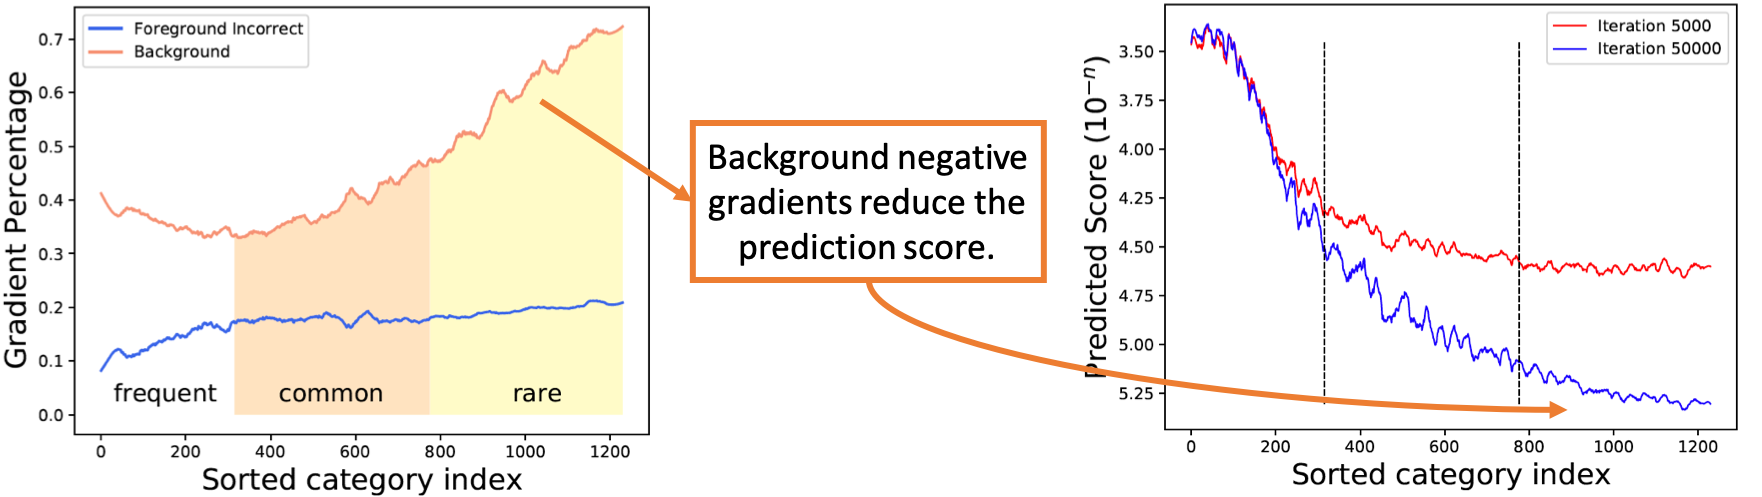 Foreground Incorrect
Background
Gradient Percentage
0.7
0.6
0.5
0.4
0.3
0.2
0.1
0.0
frequent
common
rare
0
200
400
600
800
1000
1200
Sorted category index
Background negative
gradients reduce the
prediction score.
Iteration 5000
Iteration 50000
Predicted Score (10⁻ⁿ)
3.50
3.75
4.00
4.25
4.50
4.75
5.00
5.25
0
200
400
600
800
1000
1200
Sorted category index